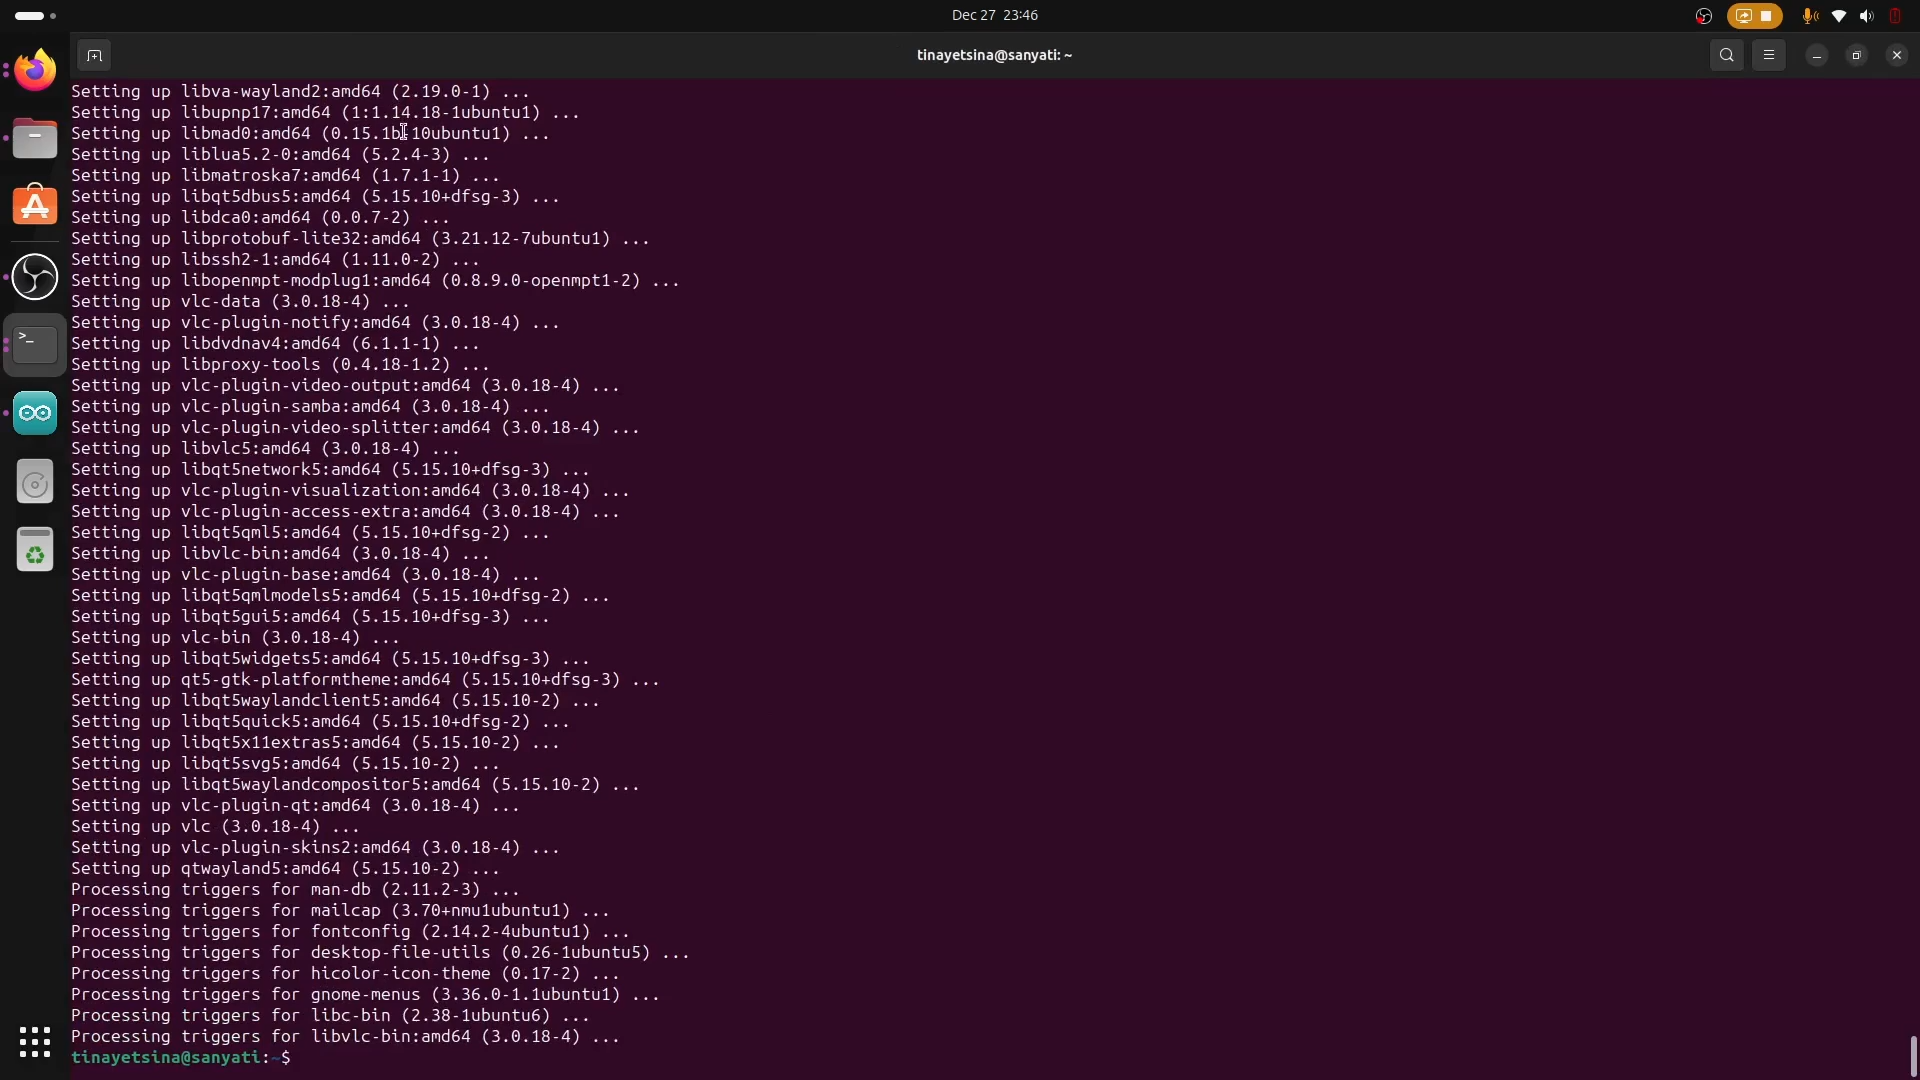 Dec 27 23:46
tinayetsina@sanyati: ~
Setting up libva-wayland2:amd64 (2.19.0-1) ...
Setting up libupnp17:amd64 (1:1.14.18-1ubuntu1) ...
Setting up libmad0:amd64 (0.15.1b-10ubuntu1) ...
Setting up liblua5.2-0:amd64 (5.2.4-3) ...
Setting up libmatroska7:amd64 (1.7.1-1) ...
Setting up libqt5dbus5:amd64 (5.15.10+dfsg-3) ...
Setting up libdca0:amd64 (0.0.7-2) ...
Setting up libprotobuf-lite32:amd64 (3.21.12-7ubuntu1) ...
Setting up libssh2-1:amd64 (1.11.0-2) ...
Setting up libopenmpt-modplug1:amd64 (0.8.9.0-openmpt1-2) ...
Setting up vlc-data (3.0.18-4) ...
Setting up vlc-plugin-notify:amd64 (3.0.18-4) ...
Setting up libdvdnav4:amd64 (6.1.1-1) ...
Setting up libproxy-tools (0.4.18-1.2) ...
Setting up vlc-plugin-video-output:amd64 (3.0.18-4) ...
Setting up vlc-plugin-samba:amd64 (3.0.18-4) ...
Setting up vlc-plugin-video-splitter:amd64 (3.0.18-4) ...
Setting up libvlc5:amd64 (3.0.18-4) ...
Setting up libqt5network5:amd64 (5.15.10+dfsg-3) ...
Setting up vlc-plugin-visualization:amd64 (3.0.18-4) ...
Setting up vlc-plugin-access-extra:amd64 (3.0.18-4) ...
Setting up libqt5qml5:amd64 (5.15.10+dfsg-2) ...
Setting up libvlc-bin:amd64 (3.0.18-4) ...
Setting up vlc-plugin-base:amd64 (3.0.18-4) ...
Setting up libqt5qmlmodels5:amd64 (5.15.10+dfsg-2) ...
Setting up libqt5gui5:amd64 (5.15.10+dfsg-3) ...
Setting up vlc-bin (3.0.18-4) ...
Setting up libqt5widgets5:amd64 (5.15.10+dfsg-3) ...
Setting up qt5-gtk-platformtheme:amd64 (5.15.10+dfsg-3) ...
Setting up libqt5waylandclient5:amd64 (5.15.10-2) ...
Setting up libqt5quick5:amd64 (5.15.10+dfsg-2) ...
Setting up libqt5x11extras5:amd64 (5.15.10-2) ...
Setting up libqt5svg5:amd64 (5.15.10-2) ...
Setting up libqt5waylandcompositor5:amd64 (5.15.10-2) ...
Setting up vlc-plugin-qt:amd64 (3.0.18-4) ...
Setting up vlc (3.0.18-4) ...
Setting up vlc-plugin-skins2:amd64 (3.0.18-4) ...
Setting up qtwayland5:amd64 (5.15.10-2) ...
Processing triggers for man-db (2.11.2-3) ...
Processing triggers for mailcap (3.70+nmu1ubuntu1) ...
Processing triggers for fontconfig (2.14.2-4ubuntu1) ...
Processing triggers for desktop-file-utils (0.26-1ubuntu5) ...
Processing triggers for hicolor-icon-theme (0.17-2) ...
Processing triggers for gnome-menus (3.36.0-1.1ubuntu1) ...
Processing triggers for libc-bin (2.38-1ubuntu6) ...
Processing triggers for libvlc-bin:amd64 (3.0.18-4) ...
tinayetsina@sanyati:~$